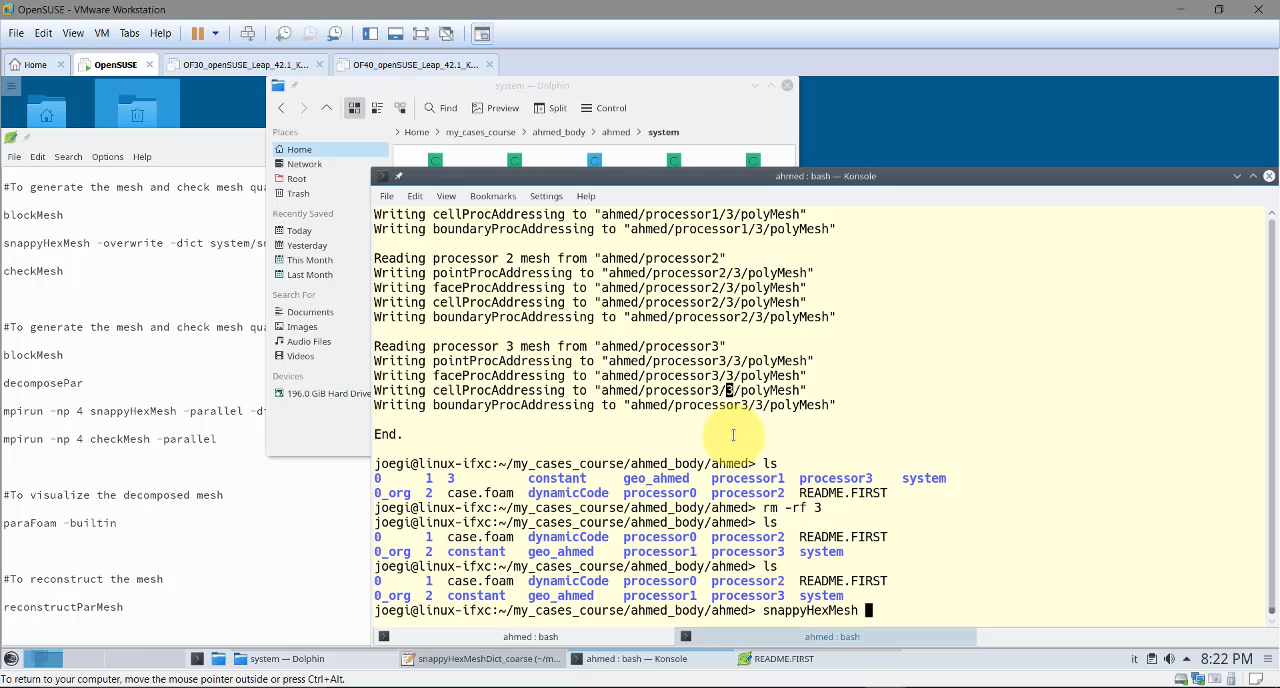 OpenSUSE - VMware Workstation
File Edit View VM Tabs Help
Home OpenSUSE OF30_openSUSE_Leap_42.1_K... OF40_openSUSE_Leap_42.1_K...
system — Dolphin
Find Preview Split Control
Places
> Home > my_cases_course > ahmed_body > ahmed > system
Home
Network
Root
Trash
Recently Saved
Today
Yesterday
This Month
Last Month
Search For
Documents
Images
Audio Files
Videos
Devices
196.0 GiB Hard Drive
File Edit Search Options Help
#To generate the mesh and check mesh qua
blockMesh
snappyHexMesh -overwrite -dict system/sn
checkMesh
#To generate the mesh and check mesh qua
blockMesh
decomposePar
mpirun -np 4 snappyHexMesh -parallel -di
mpirun -np 4 checkMesh -parallel
#To visualize the decomposed mesh
paraFoam -builtin
#To reconstruct the mesh
reconstructParMesh
ahmed : bash — Konsole
File Edit View Bookmarks Settings Help
Writing cellProcAddressing to "ahmed/processor1/3/polyMesh"
Writing boundaryProcAddressing to "ahmed/processor1/3/polyMesh"
Reading processor 2 mesh from "ahmed/processor2"
Writing pointProcAddressing to "ahmed/processor2/3/polyMesh"
Writing faceProcAddressing to "ahmed/processor2/3/polyMesh"
Writing cellProcAddressing to "ahmed/processor2/3/polyMesh"
Writing boundaryProcAddressing to "ahmed/processor2/3/polyMesh"
Reading processor 3 mesh from "ahmed/processor3"
Writing pointProcAddressing to "ahmed/processor3/3/polyMesh"
Writing faceProcAddressing to "ahmed/processor3/3/polyMesh"
Writing cellProcAddressing to "ahmed/processor3/3/polyMesh"
Writing boundaryProcAddressing to "ahmed/processor3/3/polyMesh"
End.
joegi@linux-ifxc:~/my_cases_course/ahmed_body/ahmed> ls
0 1 3 constant geo_ahmed processor1 processor3 system
0_org 2 case.foam dynamicCode processor0 processor2 README.FIRST
joegi@linux-ifxc:~/my_cases_course/ahmed_body/ahmed> rm -rf 3
joegi@linux-ifxc:~/my_cases_course/ahmed_body/ahmed> ls
0 1 case.foam dynamicCode processor0 processor2 README.FIRST
0_org 2 constant geo_ahmed processor1 processor3 system
joegi@linux-ifxc:~/my_cases_course/ahmed_body/ahmed> ls
0 1 case.foam dynamicCode processor0 processor2 README.FIRST
0_org 2 constant geo_ahmed processor1 processor3 system
joegi@linux-ifxc:~/my_cases_course/ahmed_body/ahmed> snappyHexMesh
ahmed : bash ahmed : bash
system — Dolphin snappyHexMeshDict_coarse (~/m... ahmed : bash — Konsole README.FIRST it 8:22 PM
To return to your computer, move the mouse pointer outside or press Ctrl+Alt.